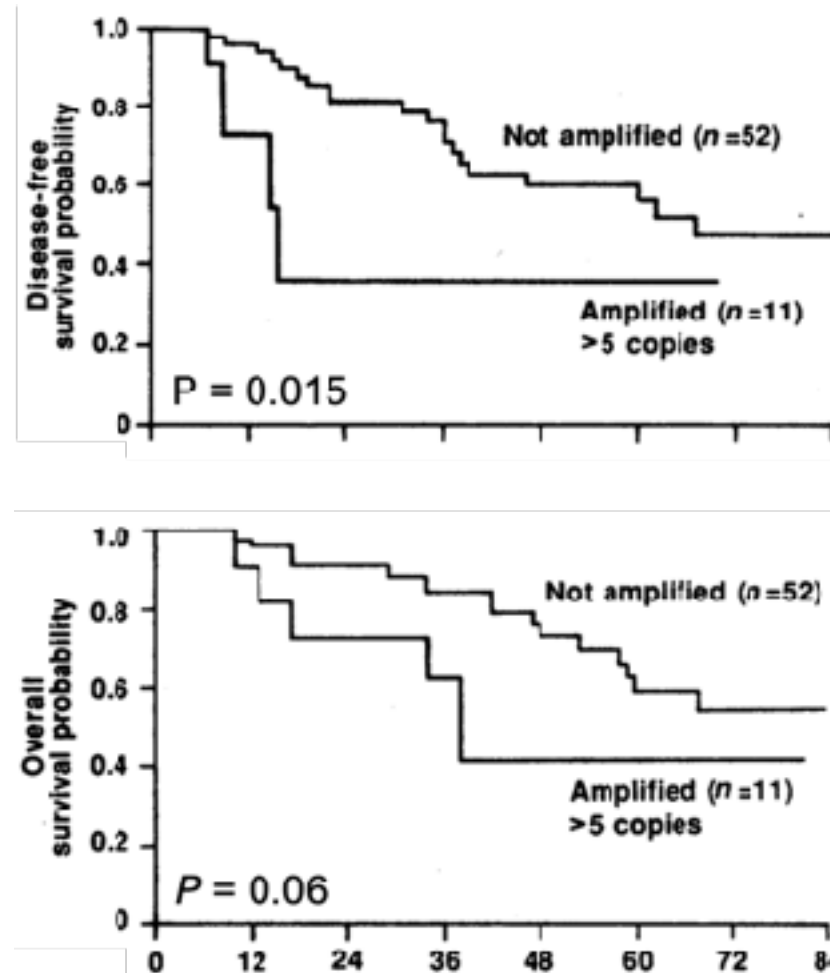 Disease-free
survival probability
1.0
0.8
0.6
0.4
0.2
0
Not amplified (n=52)
Amplified (n=11)
>5 copies
P = 0.015
Overall
survival probability
1.0
0.8
0.6
0.4
0.2
0
Not amplified (n=52)
Amplified (n=11)
>5 copies
P = 0.06
0 12 24 36 48 60 72